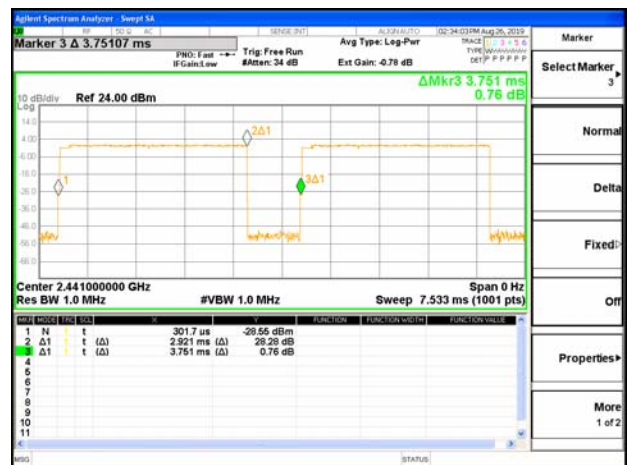 Agilent Spectrum Analyzer - Swept SA
RF 50 Ω AC SENSE:INT ALIGNAUTO 02:34:03 PM Aug 26, 2019
Marker 3 Δ 3.75107 ms
PNO: Fast
IFGain:Low
Trig: Free Run
#Atten: 34 dB
Avg Type: Log-Pwr
Ext Gain: -0.78 dB
TRACE 1 2 3 4 5 6
TYPE
DET P P P P P P
ΔMkr3 3.751 ms
0.76 dB
10 dB/div Ref 24.00 dBm
Log
14.0
4.00
-6.00
-16.0
-26.0
-36.0
-46.0
-56.0
-66.0
1
2Δ1
3Δ1
Center 2.441000000 GHz Span 0 Hz
Res BW 1.0 MHz #VBW 1.0 MHz Sweep 7.533 ms (1001 pts)
MKR MODE TRC SCL X Y FUNCTION FUNCTION WIDTH FUNCTION VALUE
1 N 1 t 301.7 us -28.55 dBm
2 Δ1 1 t (Δ) 2.921 ms (Δ) 28.28 dB
3 Δ1 1 t (Δ) 3.751 ms (Δ) 0.76 dB
4
5
6
7
8
9
10
11
MSG STATUS
Marker
Select Marker
3
Normal
Delta
Fixed
Off
Properties
More
1 of 2